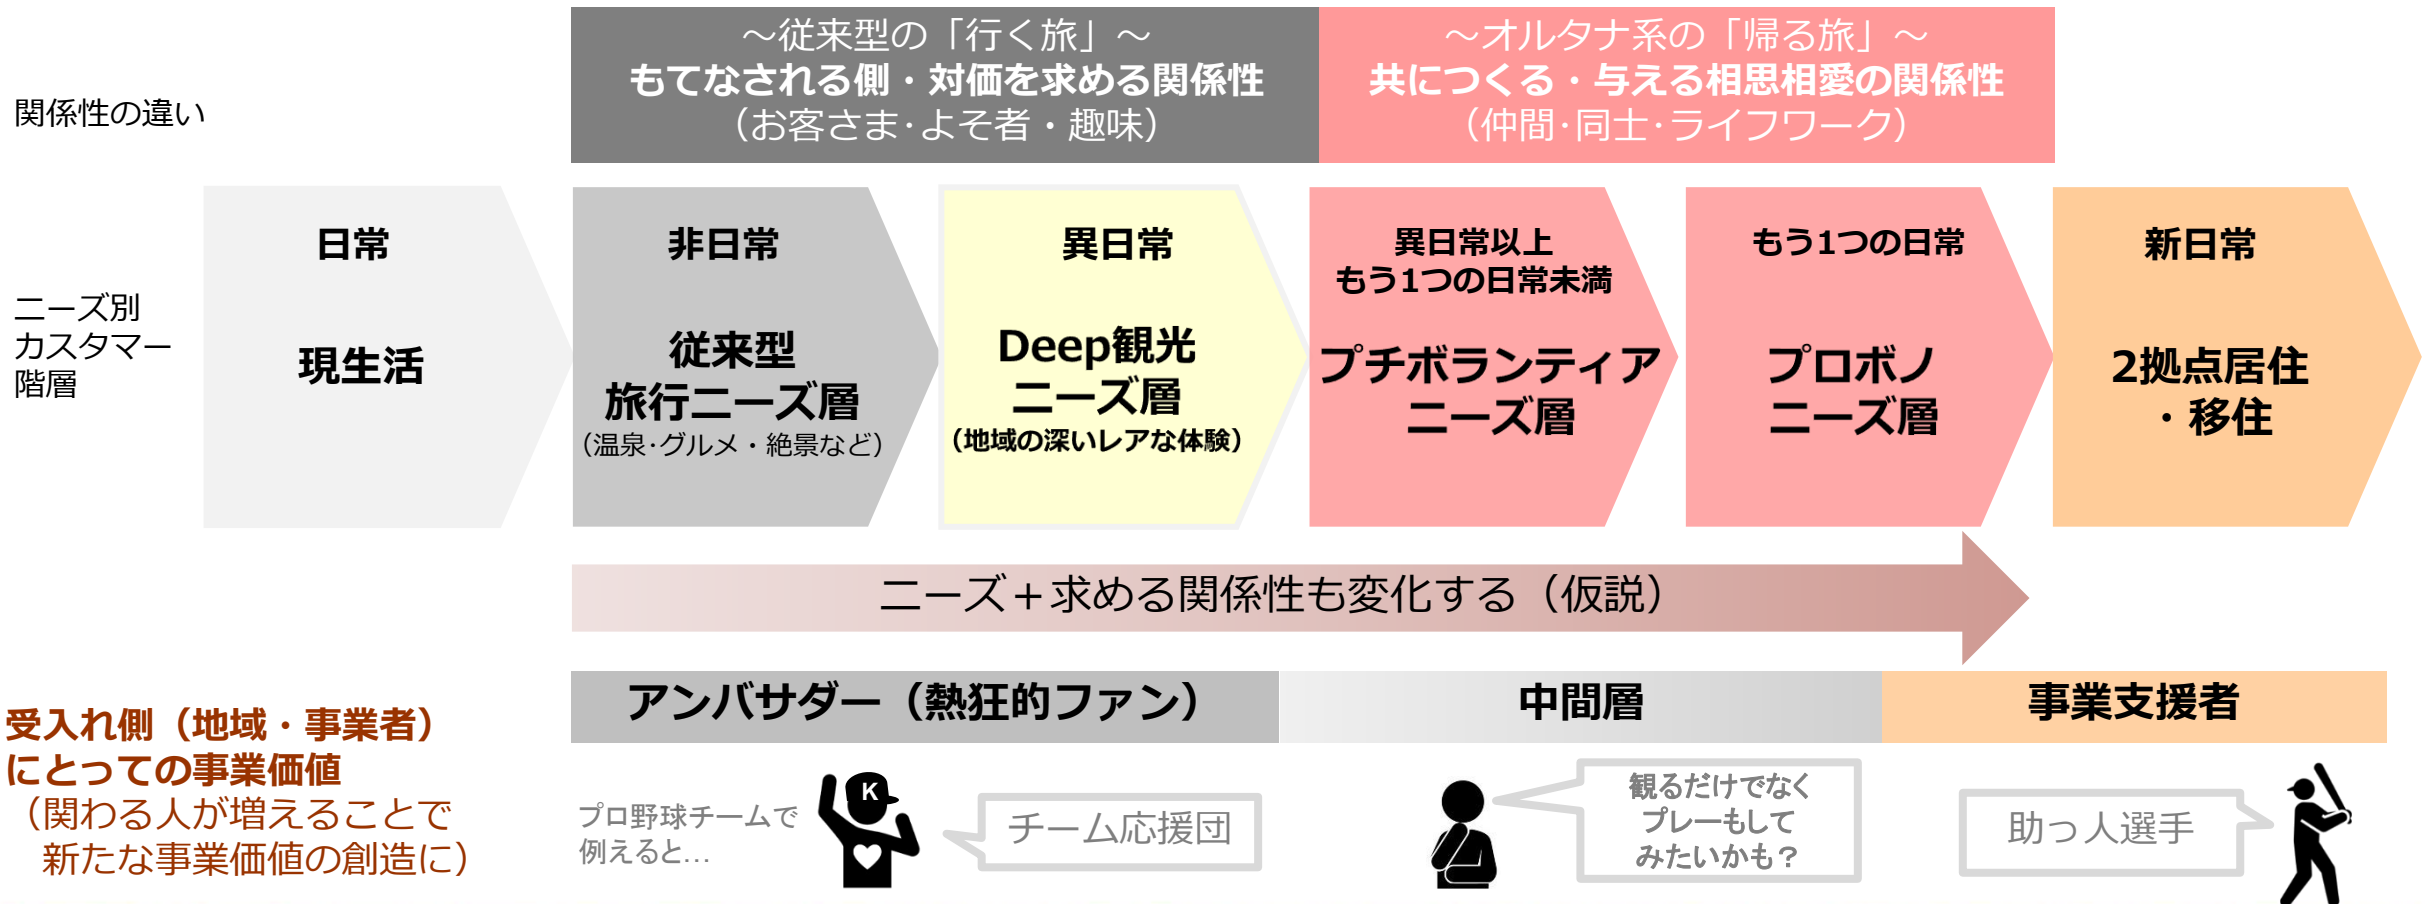 ～従来型の「行く旅」～
もてなされる側・対価を求める関係性
（お客さま･よそ者・趣味）
～オルタナ系の「帰る旅」～
共につくる・与える相思相愛の関係性
（仲間･同士･ライフワーク）
関係性の違い
ニーズ別
カスタマー
階層
日常
現生活
非日常
従来型
旅行ニーズ層
（温泉･グルメ・絶景など）
異日常
Deep観光
ニーズ層
（地域の深いレアな体験）
異日常以上
もう1つの日常未満
プチボランティア
ニーズ層
もう1つの日常
プロボノ
ニーズ層
新日常
2拠点居住
・移住
ニーズ＋求める関係性も変化する（仮説）
受入れ側（地域・事業者）
にとっての事業価値
（関わる人が増えることで
新たな事業価値の創造に）
アンバサダー（熱狂的ファン）
中間層
事業支援者
プロ野球チームで
例えると…
K
チーム応援団
観るだけでなく
プレーもして
みたいかも？
助っ人選手